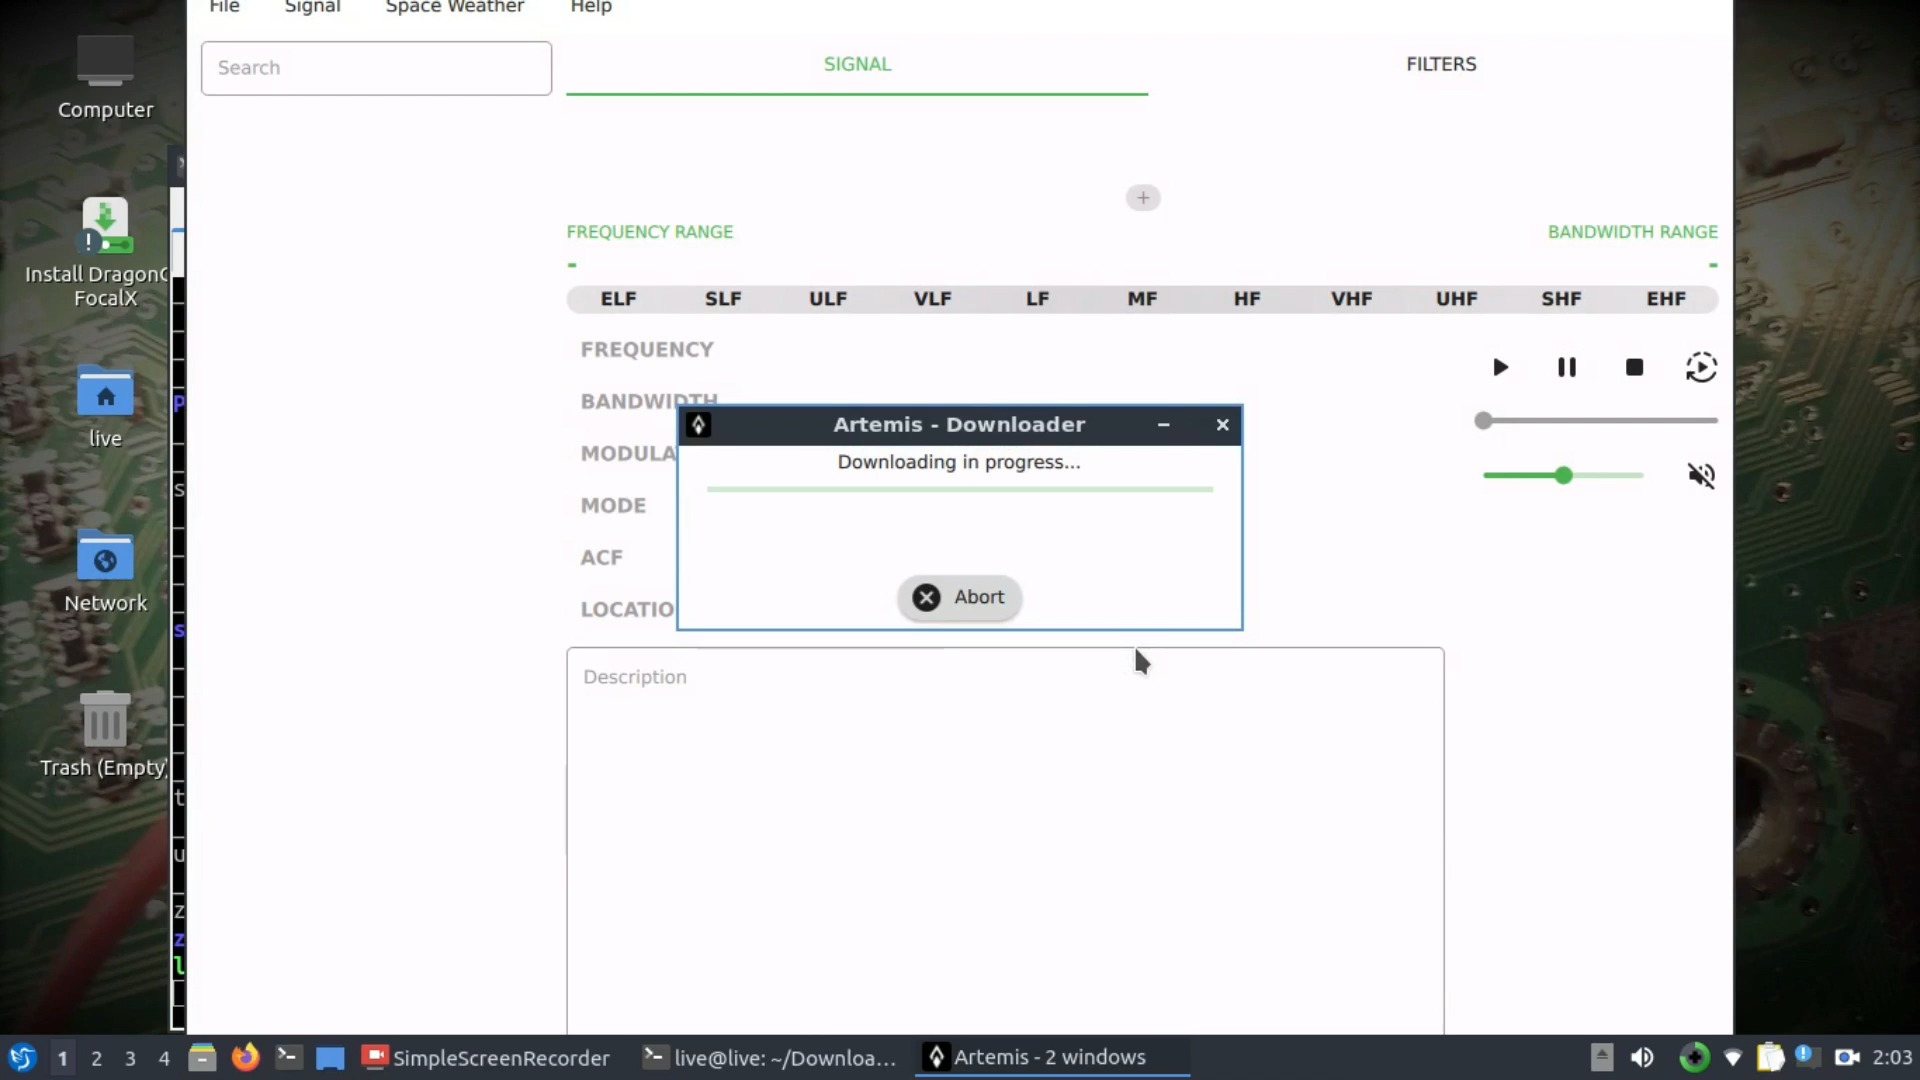 File Signal Space Weather Help
Search
SIGNAL
FILTERS
Computer
FREQUENCY RANGE
BANDWIDTH RANGE
-
-
ELF SLF ULF VLF LF MF HF VHF UHF SHF EHF
Install Dragon
FocalX
FREQUENCY
BANDWIDTH
MODULA
MODE
ACF
LOCATIO
Artemis - Downloader
Downloading in progress...
Abort
live
Network
Description
Trash (Empty)
p
s
s
t
u
z
z
l
1 2 3 4
SimpleScreenRecorder
live@live: ~/Downloa...
Artemis - 2 windows
2:03